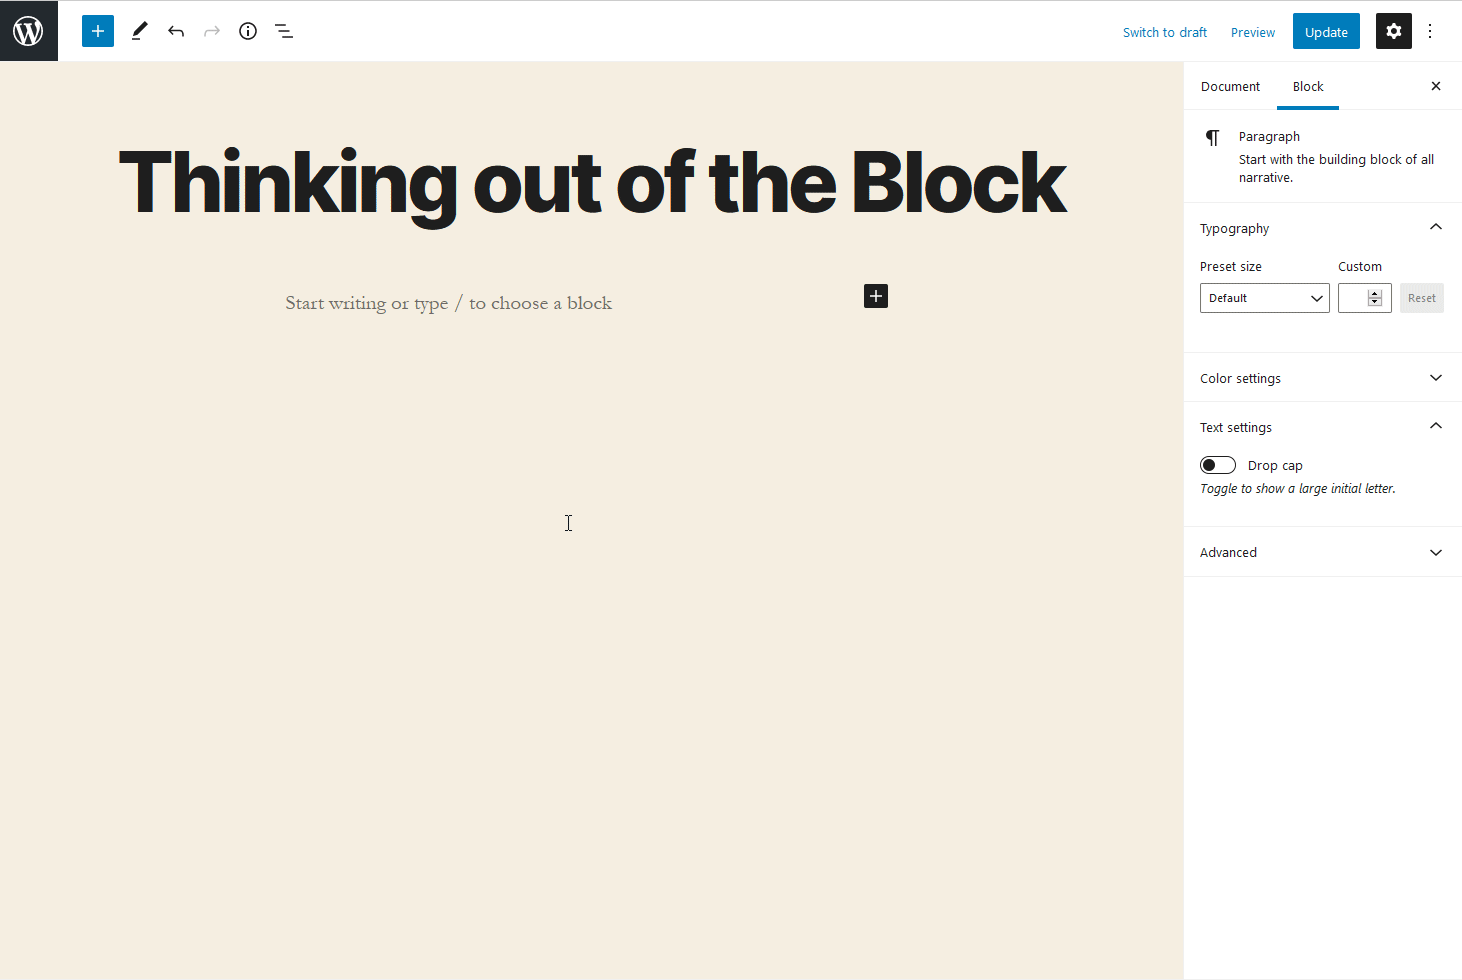 Switch to draft Preview Update
Document Block
Thinking out of the Block
Start writing or type / to choose a block
Paragraph
Start with the building block of all
narrative.
Typography
Preset size Custom
Default Reset
Color settings
Text settings
Drop cap
Toggle to show a large initial letter.
Advanced